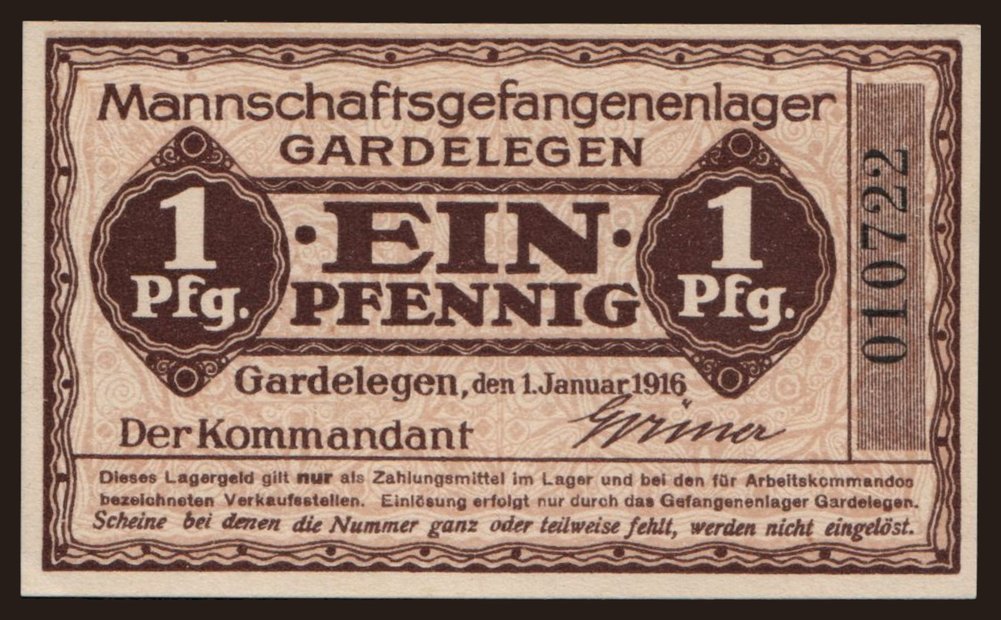 Mannschaftsgefangenenlager
GARDELEGEN
1
Pfg.
· EIN ·
PFENNIG
1
Pfg.
0110722
Gardelegen, den 1. Januar 1916
Der Kommandant
Grüner
Dieses Lagergeld gilt nur als Zahlungsmittel im Lager und bei den für Arbeitskommandos
bezeichneten Verkaufsstellen. Einlösung erfolgt nur durch das Gefangenenlager Gardelegen.
Scheine bei denen die Nummer ganz oder teilweise fehlt, werden nicht eingelöst.